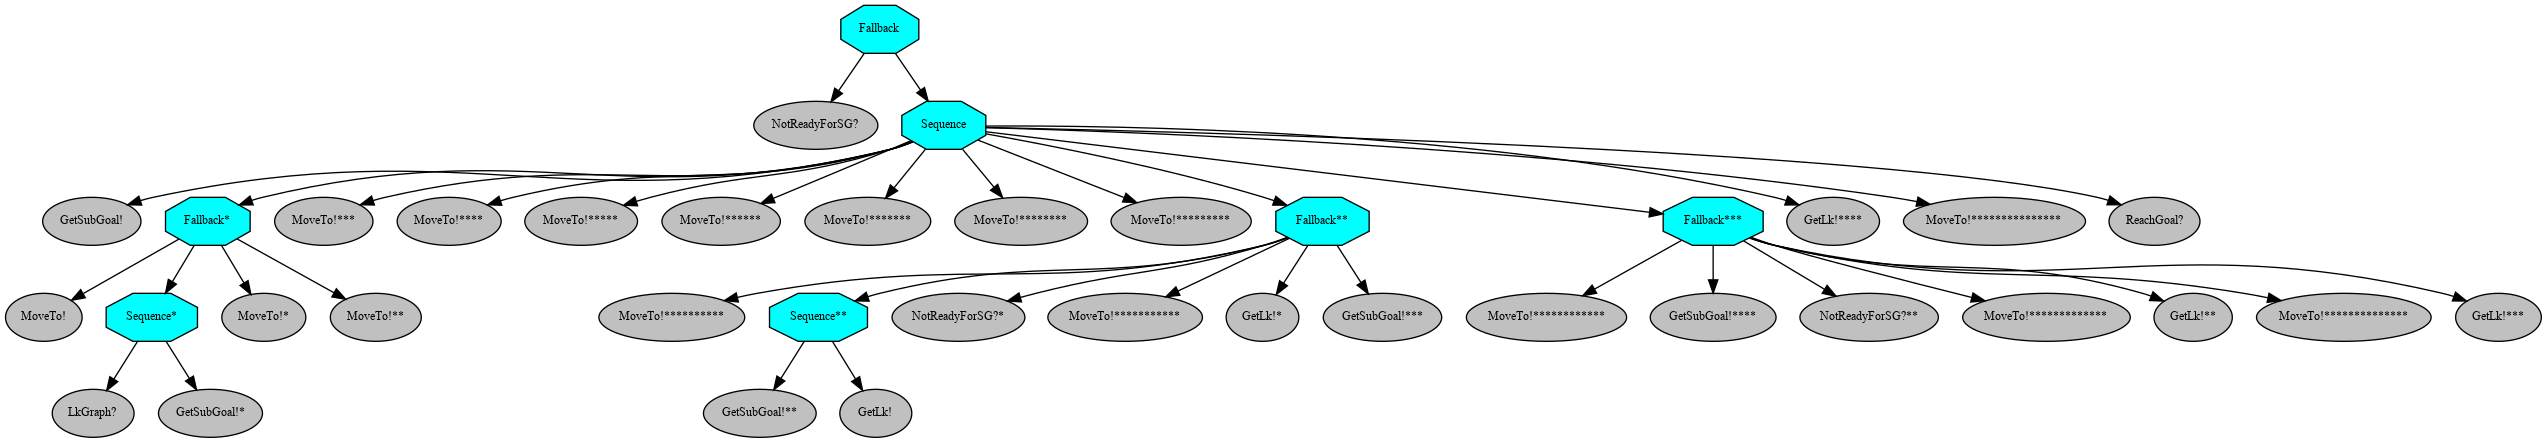 Fallback
NotReadyForSG?
Sequence
GetSubGoal!
Fallback*
MoveTo!***
MoveTo!****
MoveTo!*****
MoveTo!******
MoveTo!*******
MoveTo!********
MoveTo!*********
Fallback**
Fallback***
GetLk!****
MoveTo!***************
ReachGoal?
MoveTo!
Sequence*
MoveTo!*
MoveTo!**
MoveTo!**********
Sequence**
NotReadyForSG?*
MoveTo!***********
GetLk!*
GetSubGoal!***
MoveTo!************
GetSubGoal!****
NotReadyForSG?**
MoveTo!*************
GetLk!**
MoveTo!**************
GetLk!***
LkGraph?
GetSubGoal!*
GetSubGoal!**
GetLk!